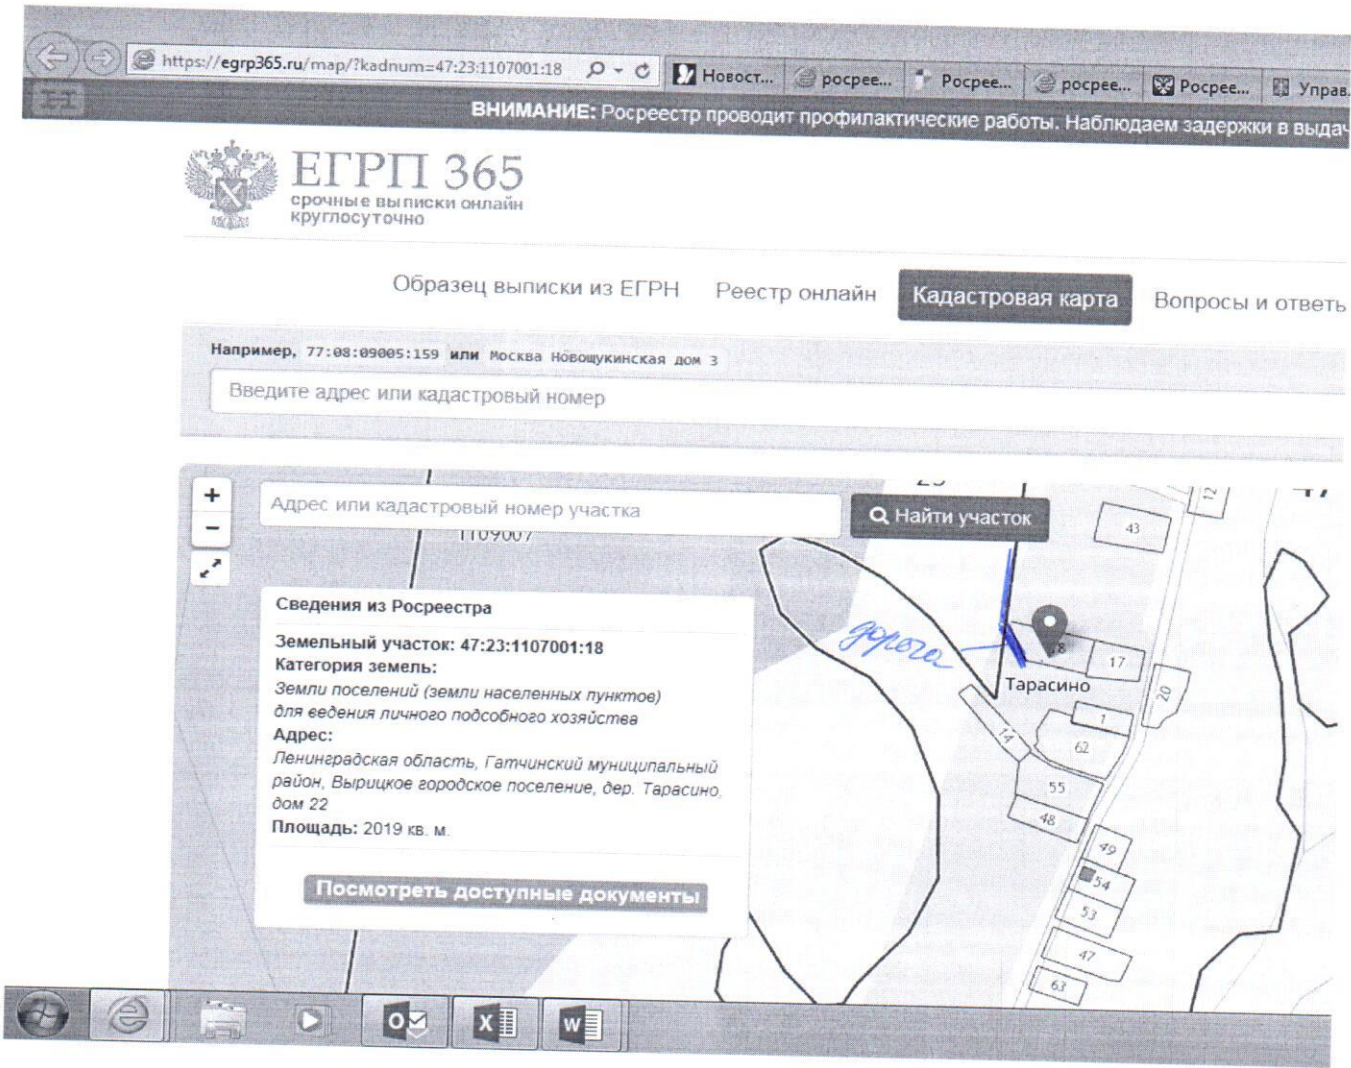 https://egrp365.ru/map/?kadnum=47:23:1107001:18
Новост...
росрее...
Росрее...
росрее...
Росрее...
Управ.
ВНИМАНИЕ: Росреестр проводит профилактические работы. Наблюдаем задержки в выдач
ЕГРП 365
срочные выписки онлайн
круглосуточно
Образец выписки из ЕГРН
Реестр онлайн
Кадастровая карта
Вопросы и ответь
Например, 77:08:09005:159 или Москва Новощукинская дом 3
Введите адрес или кадастровый номер
+
−
Адрес или кадастровый номер участка
Найти участок
1109007
Сведения из Росреестра
Земельный участок: 47:23:1107001:18
Категория земель:
Земли поселений (земли населенных пунктов)
для ведения личного подсобного хозяйства
Адрес:
Ленинградская область, Гатчинский муниципальный
район, Вырицкое городское поселение, дер. Тарасино,
дом 22
Площадь: 2019 кв. м.
Посмотреть доступные документы
12
43
дорога
17
Тарасино
20
1
14
62
55
48
49
54
53
47
63